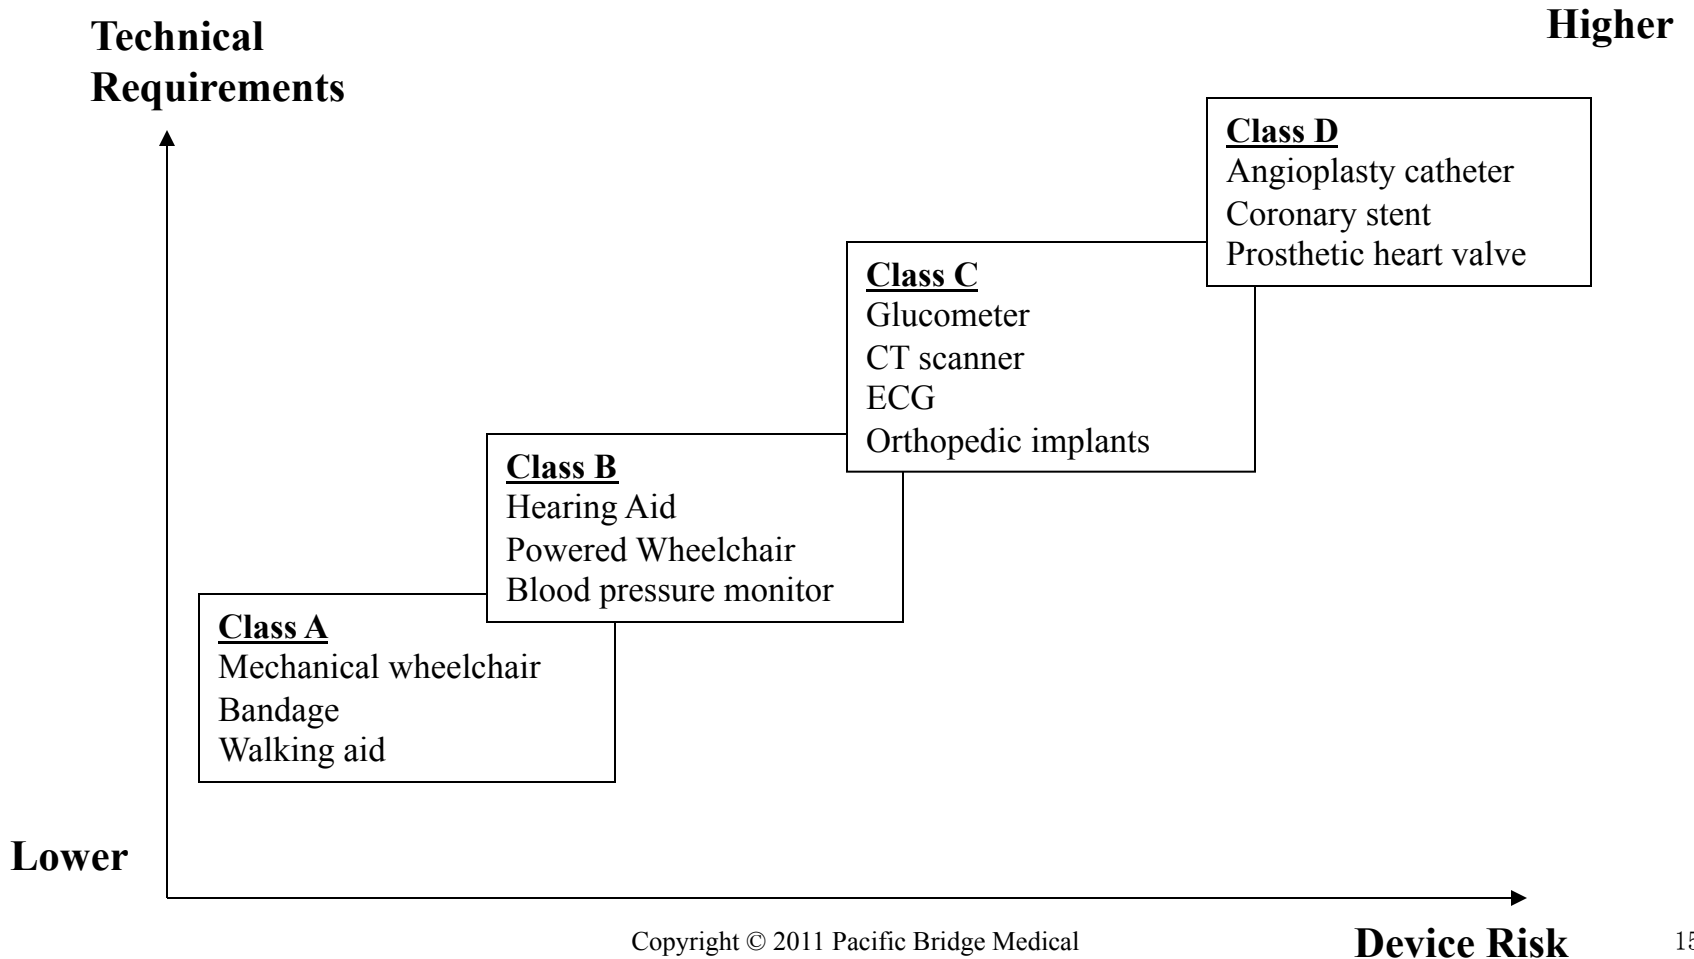 Technical
Requirements
Higher
Class D
Angioplasty catheter
Coronary stent
Prosthetic heart valve
Class C
Glucometer
CT scanner
ECG
Orthopedic implants
Class B
Hearing Aid
Powered Wheelchair
Blood pressure monitor
Class A
Mechanical wheelchair
Bandage
Walking aid
Lower
Copyright © 2011 Pacific Bridge Medical
Device Risk
15